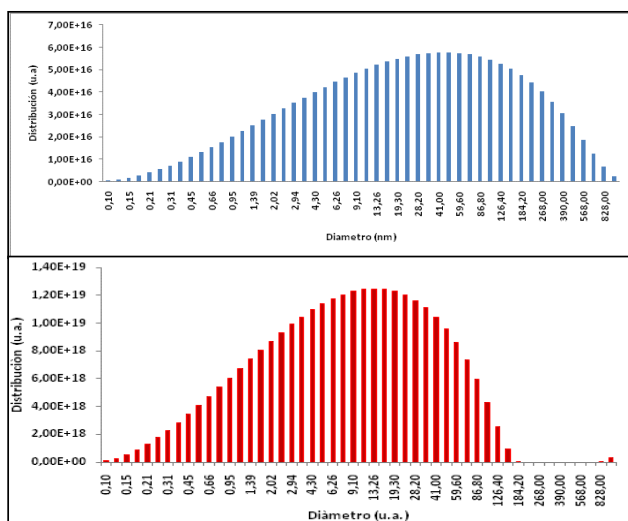 7,00E+16
6,00E+16
5,00E+16
4,00E+16
3,00E+16
2,00E+16
1,00E+16
0,00E+00
Distribución (u.a)
0,10 0,15 0,21 0,31 0,45 0,66 0,95 1,39 2,02 2,94 4,30 6,26 9,10 13,26 19,30 28,20 41,00 59,60 86,80 126,40 184,20 268,00 390,00 568,00 828,00
Diametro (nm)
1,40E+19
1,20E+19
1,00E+19
8,00E+18
6,00E+18
4,00E+18
2,00E+18
0,00E+00
Distribución (u.a.)
0,10 0,15 0,21 0,31 0,45 0,66 0,95 1,39 2,02 2,94 4,30 6,26 9,10 13,26 19,30 28,20 41,00 59,60 86,80 126,40 184,20 268,00 390,00 568,00 828,00
Diàmetro (u.a.)